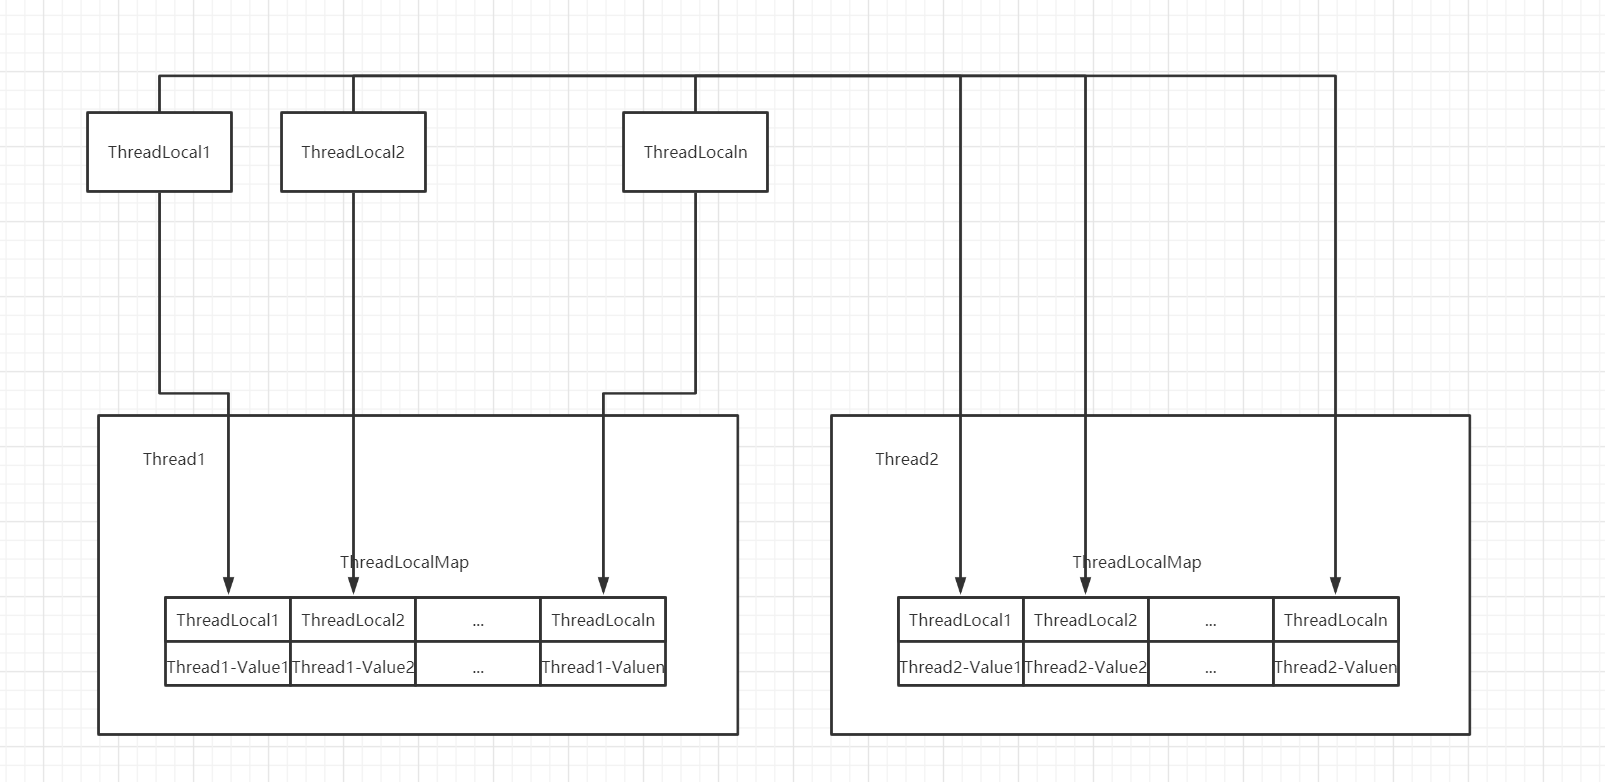 ThreadLocal1
ThreadLocal2
ThreadLocaln
Thread1
ThreadLocalMap
ThreadLocal1 ThreadLocal2 ... ThreadLocaln
Thread1-Value1 Thread1-Value2 ... Thread1-Valuen
Thread2
ThreadLocalMap
ThreadLocal1 ThreadLocal2 ... ThreadLocaln
Thread2-Value1 Thread2-Value2 ... Thread2-Valuen